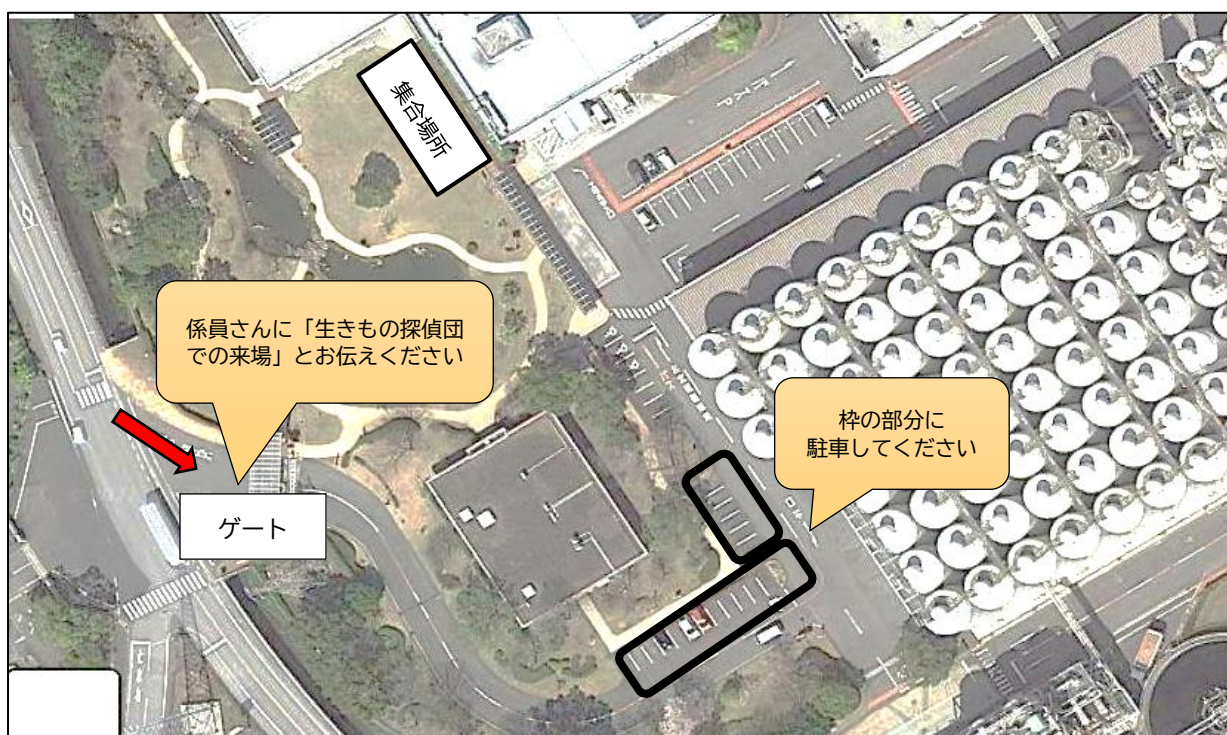 集合場所
係員さんに「生きもの探偵団
での来場」とお伝えください
枠の部分に
駐車してください
ゲート